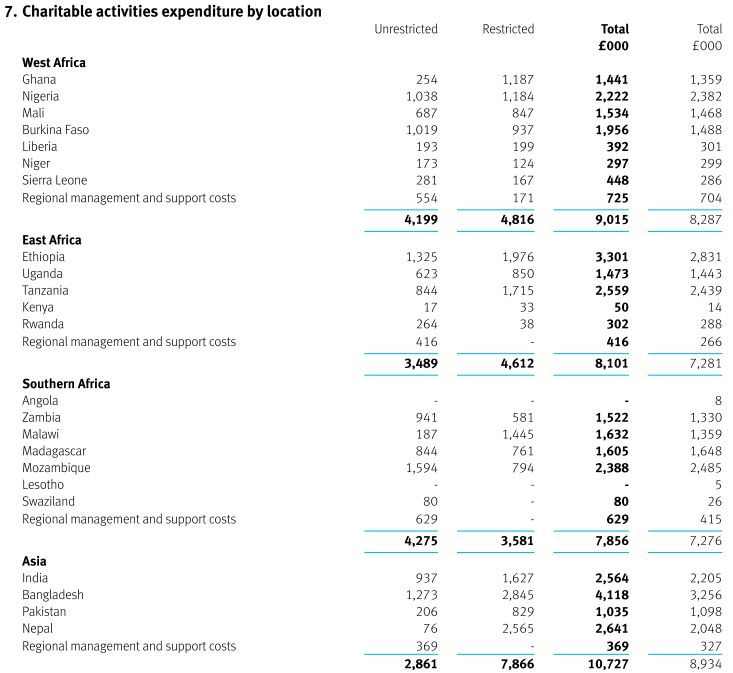 7. Charitable activities expenditure by location
Unrestricted Restricted Total Total
£000 £000
West Africa
Ghana 254 1,187 1,441 1,359
Nigeria 1,038 1,184 2,222 2,382
Mali 687 847 1,534 1,468
Burkina Faso 1,019 937 1,956 1,488
Liberia 193 199 392 301
Niger 173 124 297 299
Sierra Leone 281 167 448 286
Regional management and support costs 554 171 725 704
4,199 4,816 9,015 8,287
East Africa
Ethiopia 1,325 1,976 3,301 2,831
Uganda 623 850 1,473 1,443
Tanzania 844 1,715 2,559 2,439
Kenya 17 33 50 14
Rwanda 264 38 302 288
Regional management and support costs 416 - 416 266
3,489 4,612 8,101 7,281
Southern Africa
Angola - - - 8
Zambia 941 581 1,522 1,330
Malawi 187 1,445 1,632 1,359
Madagascar 844 761 1,605 1,648
Mozambique 1,594 794 2,388 2,485
Lesotho - - - 5
Swaziland 80 - 80 26
Regional management and support costs 629 - 629 415
4,275 3,581 7,856 7,276
Asia
India 937 1,627 2,564 2,205
Bangladesh 1,273 2,845 4,118 3,256
Pakistan 206 829 1,035 1,098
Nepal 76 2,565 2,641 2,048
Regional management and support costs 369 - 369 327
2,861 7,866 10,727 8,934